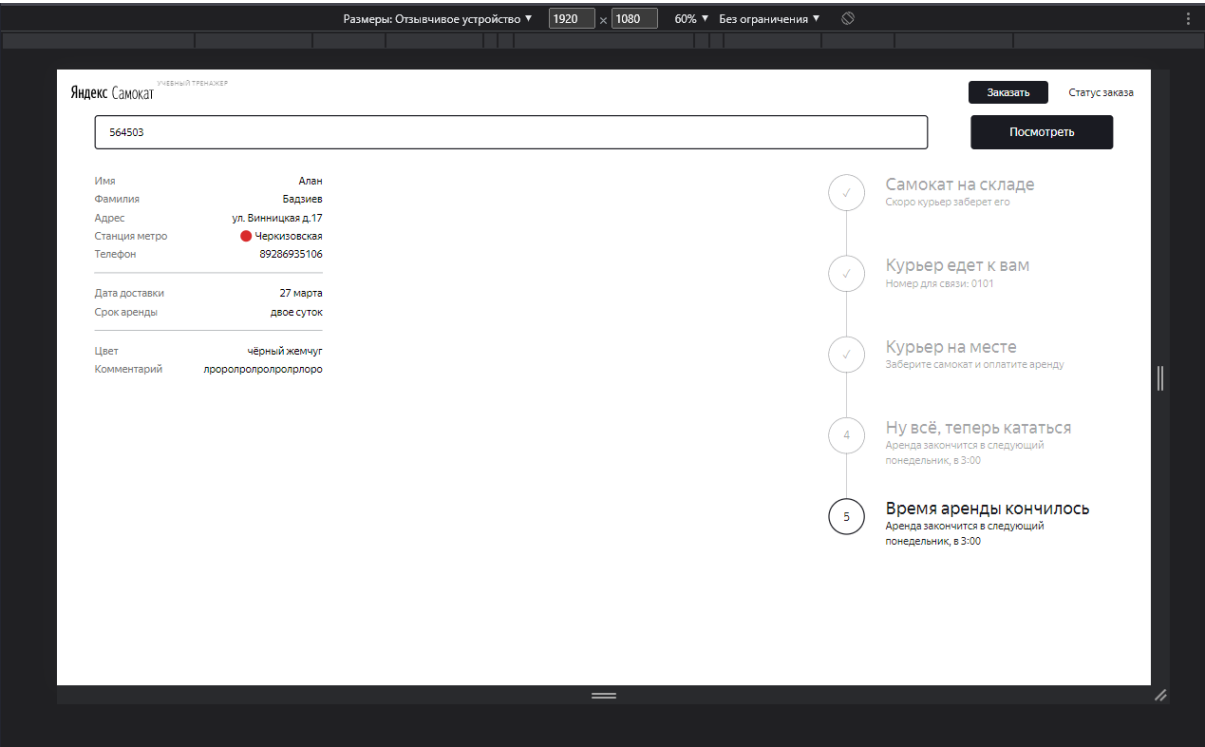 Размеры: Отзывчивое устройство ▼ 1920 × 1080 60% ▼ Без ограничения ▼
Яндекс Самокат УЧЕБНЫЙ ТРЕНАЖЕР
Заказать Статус заказа
564503 Посмотреть
Имя Алан
Фамилия Бадзиев
Адрес ул. Винницкая д.17
Станция метро Черкизовская
Телефон 89286935106
Дата доставки 27 марта
Срок аренды двое суток
Цвет чёрный жемчуг
Комментарий лроролролролролрлоро
Самокат на складе
Скоро курьер заберет его
Курьер едет к вам
Номер для связи: 0101
Курьер на месте
Заберите самокат и оплатите аренду
4 Ну всё, теперь кататься
Аренда закончится в следующий
понедельник, в 3:00
5 Время аренды кончилось
Аренда закончится в следующий
понедельник, в 3:00